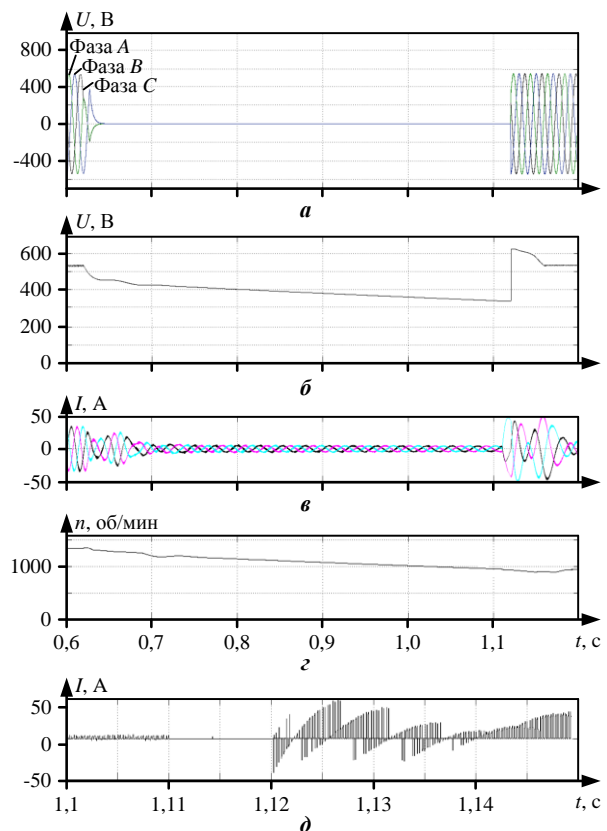 U, В
800
Фаза A
Фаза B
400
Фаза C
0
-400
а
U, В
600
400
200
0
б
I, А
50
0
-50
в
n, об/мин
1000
0
0,6 0,7 0,8 0,9 1,0 1,1 t, с
г
I, А
50
0
-50
1,1 1,11 1,12 1,13 1,14 t, с
д